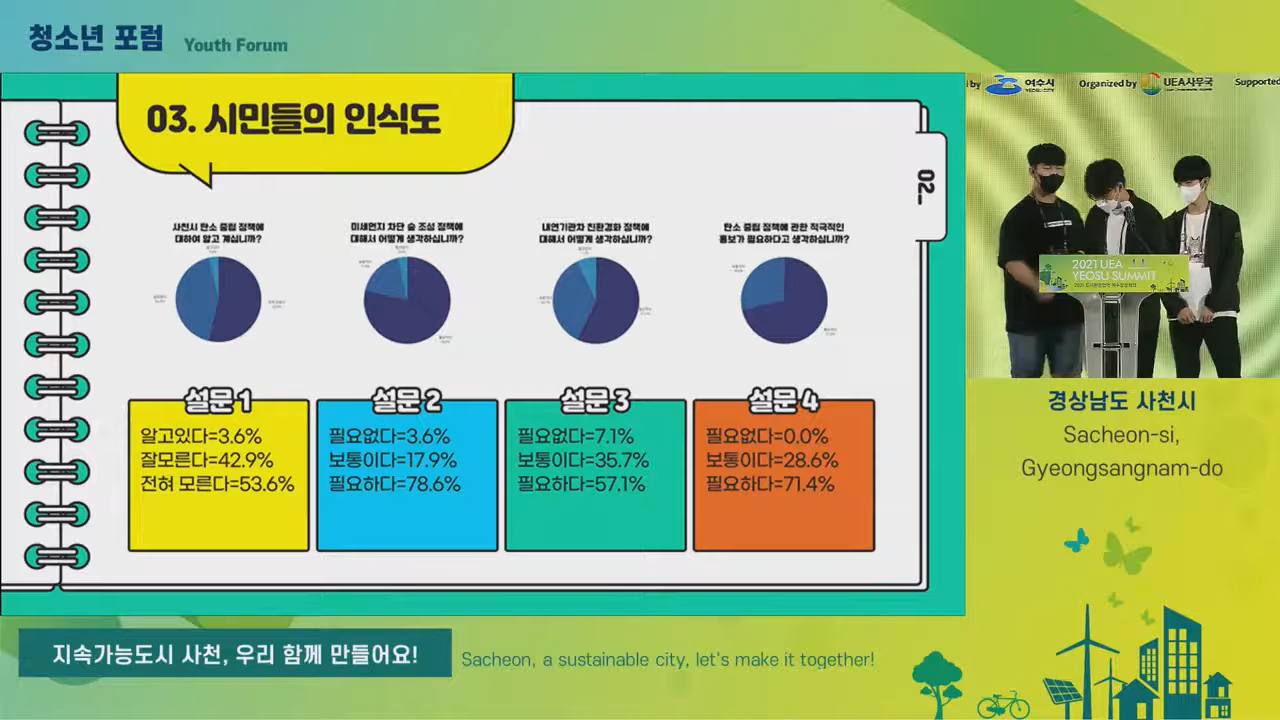 청소년 포럼 Youth Forum
03. 시민들의 인식도
02_
사천시 탄소 중립 정책에
대하여 알고 계십니까?
미세먼지 차단 숲 조성 정책에
대해서 어떻게 생각하십니까?
내연기관차 친환경화 정책에
대해서 어떻게 생각하십니까?
탄소 중립 정책에 관한 적극적인
홍보가 필요하다고 생각하십니까?
설문 1
알고있다=3.6%
잘모른다=42.9%
전혀 모른다=53.6%
설문 2
필요없다=3.6%
보통이다=17.9%
필요하다=78.6%
설문 3
필요없다=7.1%
보통이다=35.7%
필요하다=57.1%
설문 4
필요없다=0.0%
보통이다=28.6%
필요하다=71.4%
by 여수시 Organized by UEA사무국 Supported
YEOSU CITY
2021 UEA
YEOSU SUMMIT
경상남도 사천시
Sacheon-si,
Gyeongsangnam-do
지속가능도시 사천, 우리 함께 만들어요!
Sacheon, a sustainable city, let's make it together!